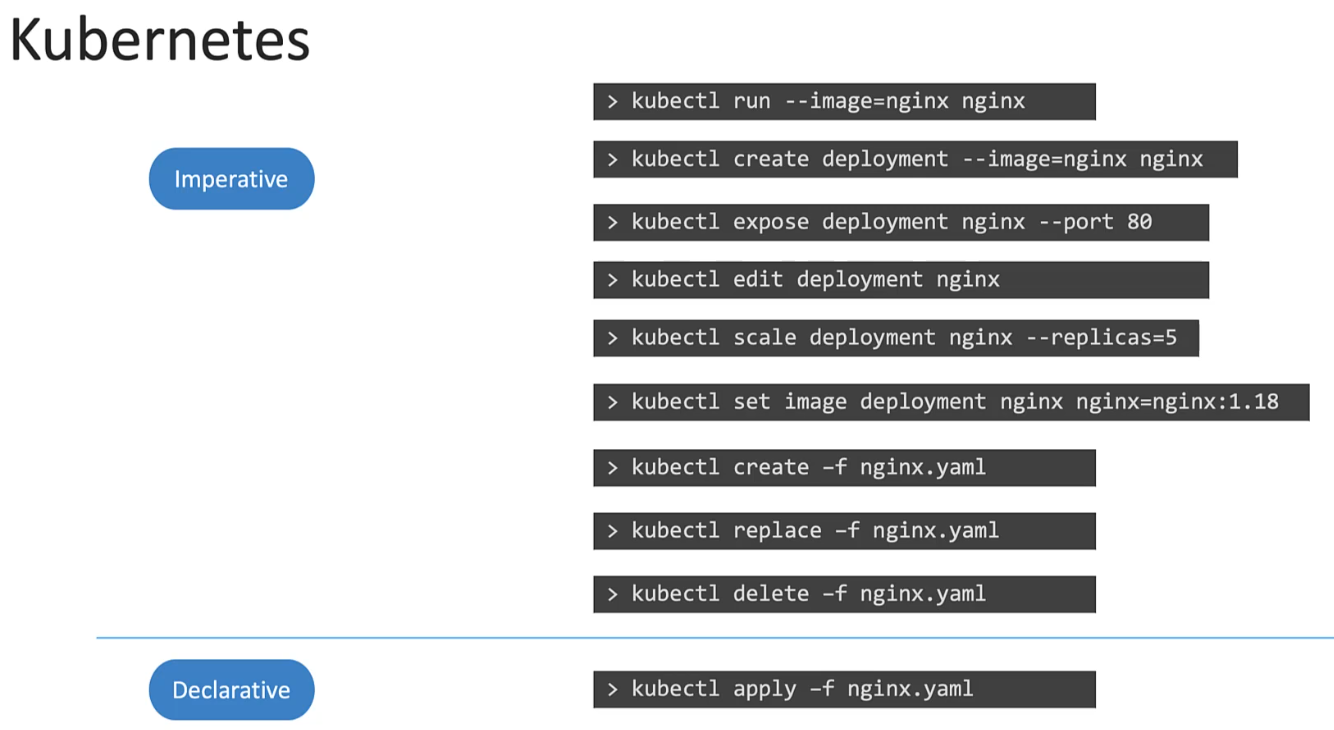 Kubernetes
> kubectl run --image=nginx nginx
> kubectl create deployment --image=nginx nginx
Imperative
> kubectl expose deployment nginx --port 80
> kubectl edit deployment nginx
> kubectl scale deployment nginx --replicas=5
> kubectl set image deployment nginx nginx=nginx:1.18
> kubectl create –f nginx.yaml
> kubectl replace –f nginx.yaml
> kubectl delete –f nginx.yaml
Declarative
> kubectl apply –f nginx.yaml